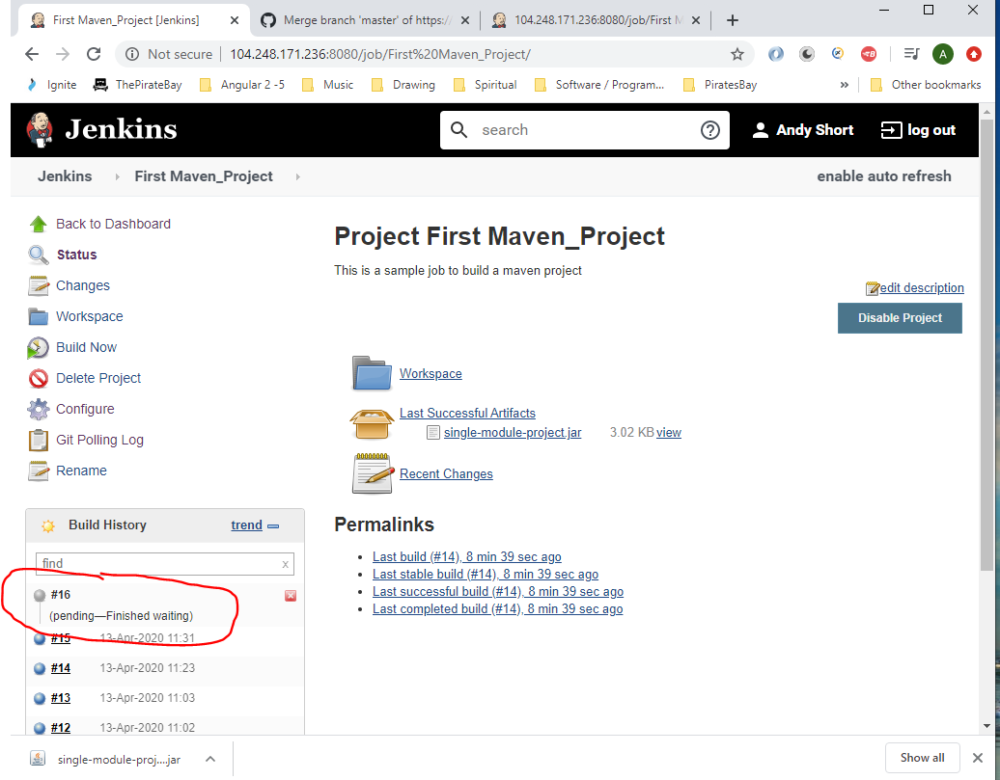 First Maven_Project [Jenkins]
Merge branch 'master' of https://
104.248.171.236:8080/job/First M
Not secure
104.248.171.236:8080/job/First%20Maven_Project/
A
Ignite
ThePirateBay
Angular 2 -5
Music
Drawing
Spiritual
Software / Program...
PiratesBay
»
Other bookmarks
Jenkins
search
Andy Short
log out
Jenkins
First Maven_Project
enable auto refresh
Back to Dashboard
Status
Changes
Workspace
Build Now
Delete Project
Configure
Git Polling Log
Rename
Project First Maven_Project
This is a sample job to build a maven project
edit description
Disable Project
Workspace
Last Successful Artifacts
single-module-project.jar 3.02 KB view
Recent Changes
Permalinks
Last build (#14), 8 min 39 sec ago
Last stable build (#14), 8 min 39 sec ago
Last successful build (#14), 8 min 39 sec ago
Last completed build (#14), 8 min 39 sec ago
Build History
trend
find
x
#16
(pending—Finished waiting)
#15 13-Apr-2020 11:31
#14 13-Apr-2020 11:23
#13 13-Apr-2020 11:03
#12 13-Apr-2020 11:02
single-module-proj....jar
Show all